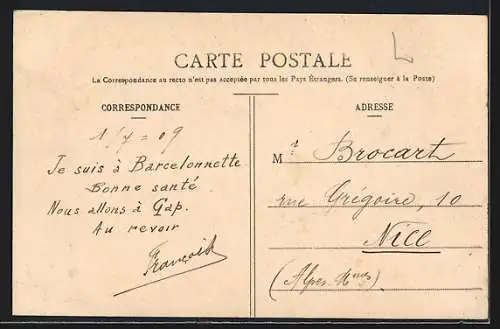 CARTE POSTALE
La Correspondance au recto n'est pas acceptée par tous les Pays Étrangers. (Se renseigner à la Poste)
CORRESPONDANCE
1/7 = 09
Je suis à Barcelonnette
Bonne santé
Nous allons à Gap.
Au revoir
ADRESSE
Mr Brocart
rue Grégoire, 10
Nice
(Alpes-Mmes)